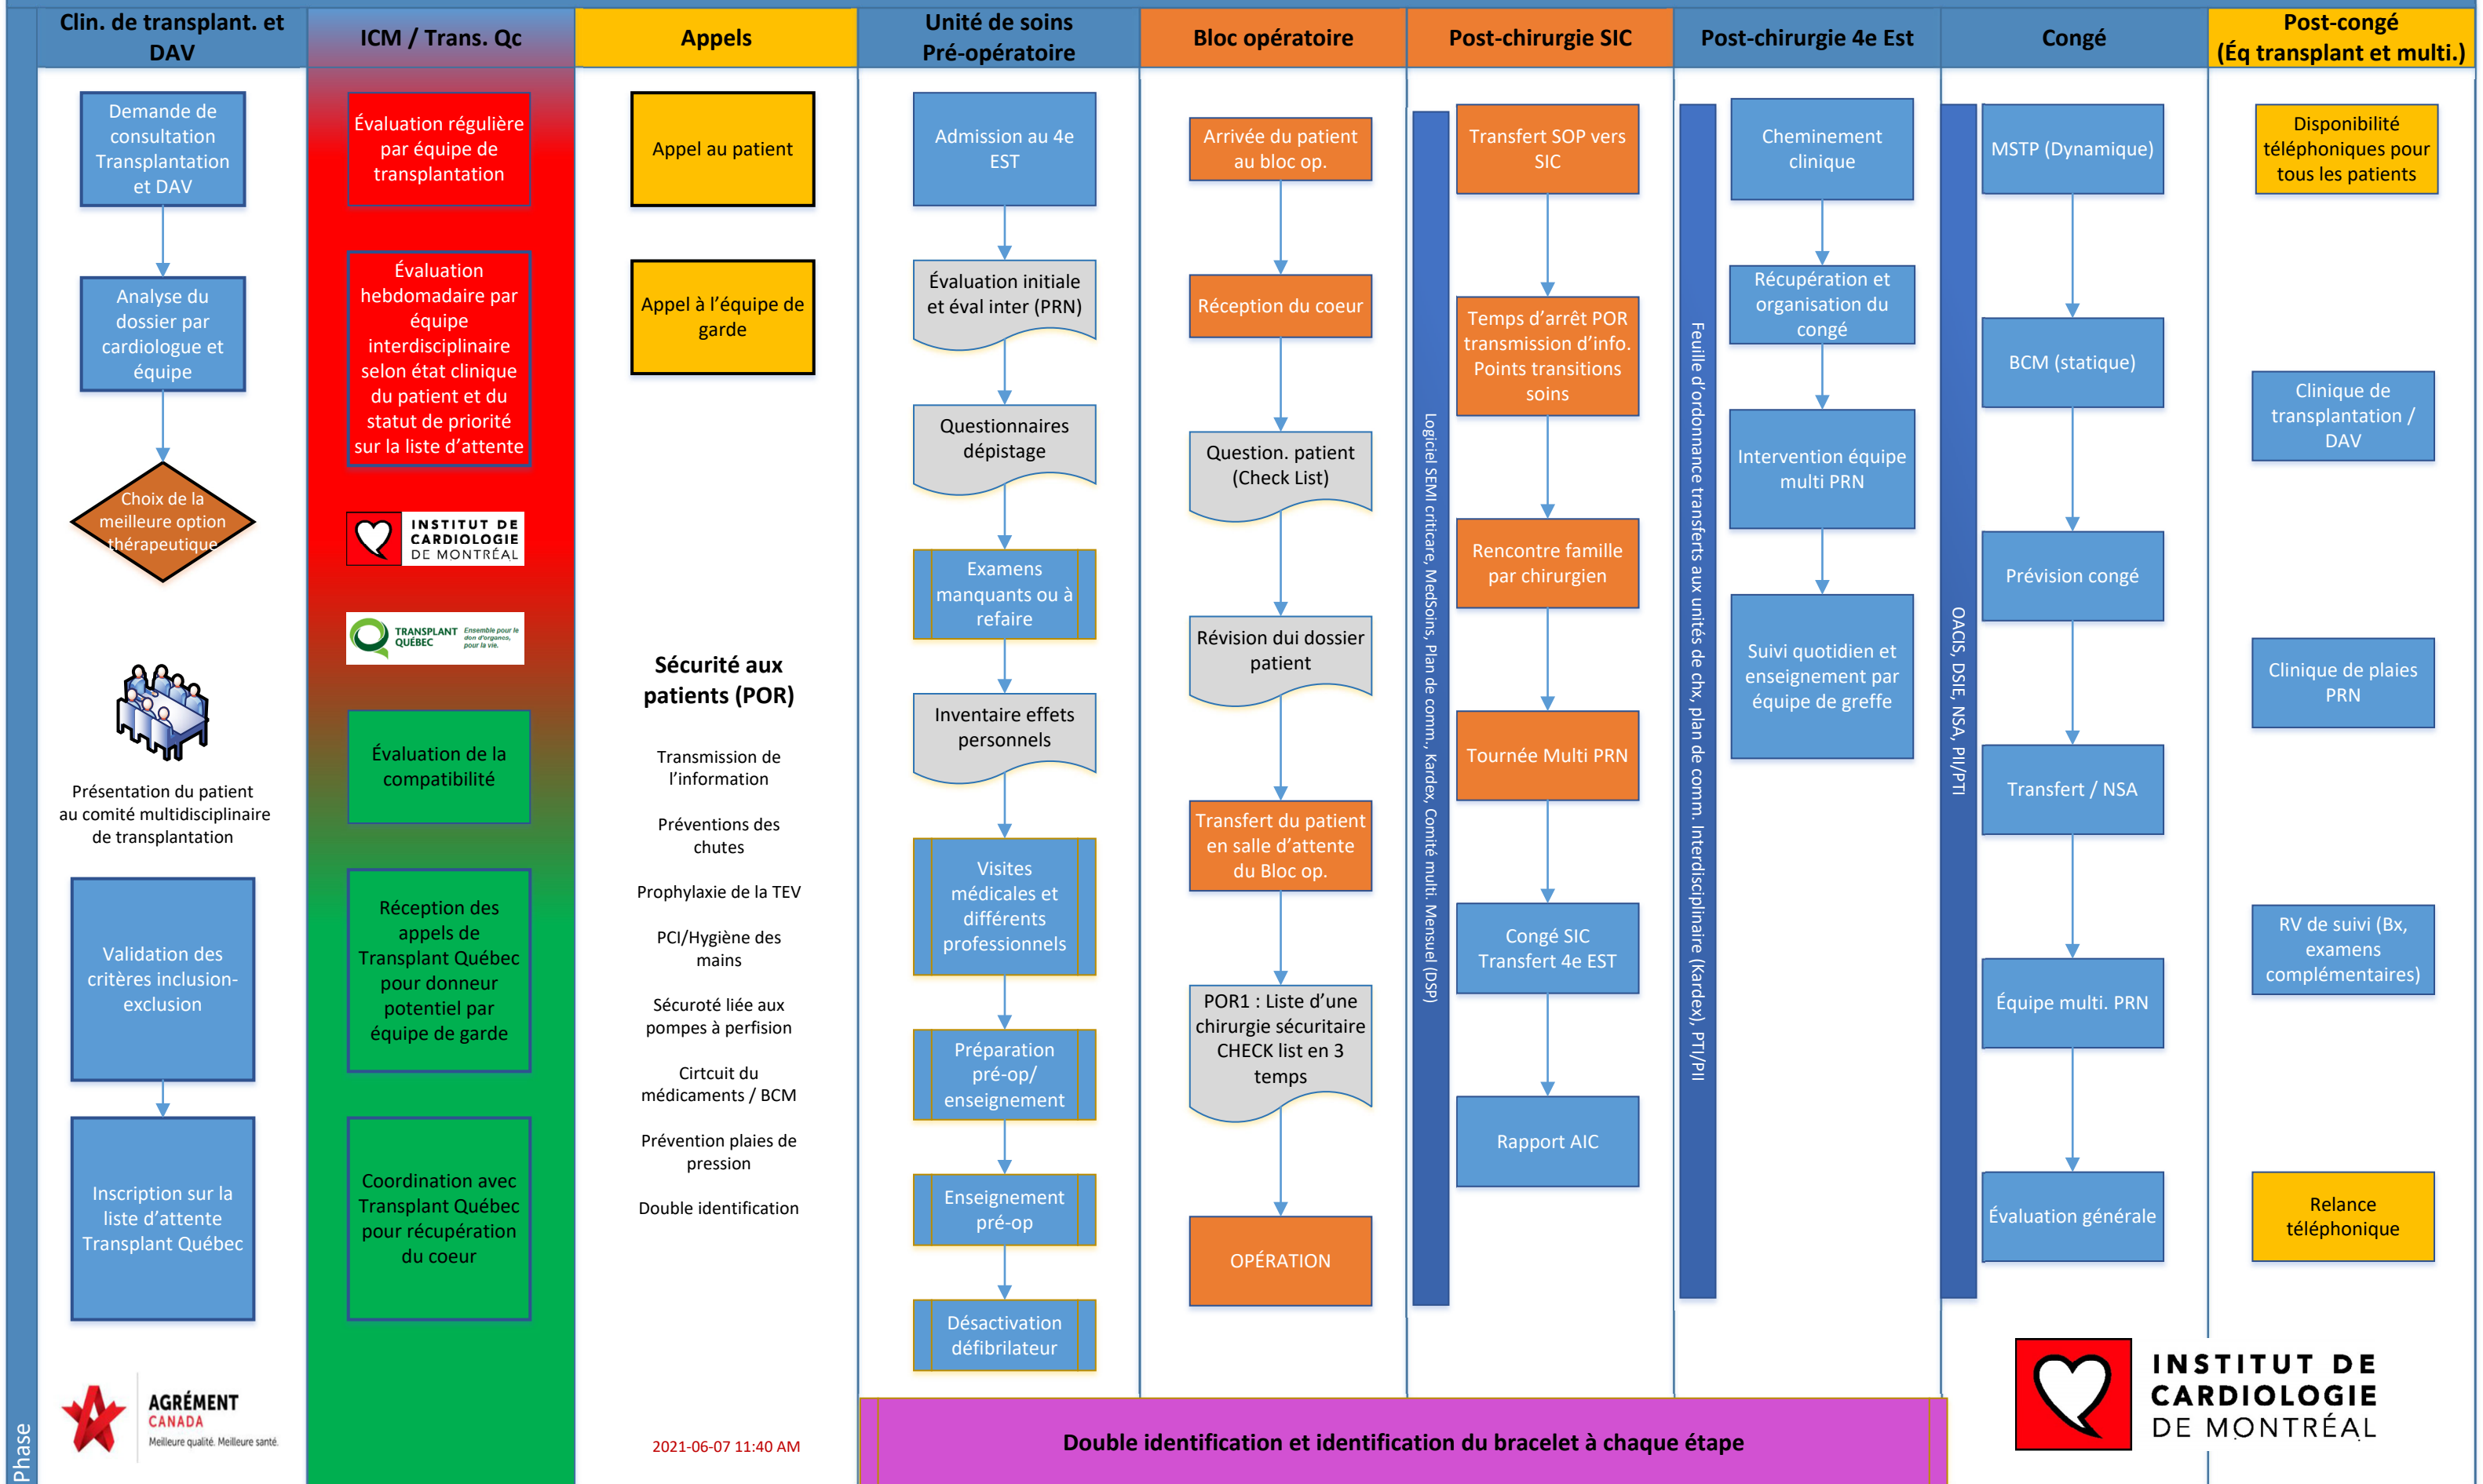 Clin. de transplant. et
DAV
ICM / Trans. Qc
Appels
Unité de soins
Pré-opératoire
Bloc opératoire
Post-chirurgie SIC
Post-chirurgie 4e Est
Congé
Post-congé
(Éq transplant et multi.)
Demande de
consultation
Transplantation
et DAV
Analyse du
dossier par
cardiologue et
équipe
Choix de la
meilleure option
thérapeutique
Présentation du patient
au comité multidisciplinaire
de transplantation
Validation des
critères inclusion-
exclusion
Inscription sur la
liste d'attente
Transplant Québec
AGRÉMENT
CANADA
Meilleure qualité. Meilleure santé.
Évaluation régulière
par équipe de
transplantation
Évaluation
hebdomadaire par
équipe
interdisciplinaire
selon état clinique
du patient et du
statut de priorité
sur la liste d'attente
INSTITUT DE
CARDIOLOGIE
DE MONTRÉAL
TRANSPLANT
QUÉBEC
Ensemble pour le
don d'organes,
pour la vie.
Évaluation de la
compatibilité
Réception des
appels de
Transplant Québec
pour donneur
potentiel par
équipe de garde
Coordination avec
Transplant Québec
pour récupération
du coeur
Appel au patient
Appel à l'équipe de
garde
Sécurité aux
patients (POR)
Transmission de
l'information
Préventions des
chutes
Prophylaxie de la TEV
PCI/Hygiène des
mains
Sécuroté liée aux
pompes à perfision
Cirtcuit du
médicaments / BCM
Prévention plaies de
pression
Double identification
2021-06-07 11:40 AM
Admission au 4e
EST
Évaluation initiale
et éval inter (PRN)
Questionnaires
dépistage
Examens
manquants ou à
refaire
Inventaire effets
personnels
Visites
médicales et
différents
professionnels
Préparation
pré-op/
enseignement
Enseignement
pré-op
Désactivation
défibrilateur
Arrivée du patient
au bloc op.
Réception du coeur
Question. patient
(Check List)
Révision dui dossier
patient
Transfert du patient
en salle d'attente
du Bloc op.
POR1 : Liste d'une
chirurgie sécuritaire
CHECK list en 3
temps
OPÉRATION
Logiciel SEMI criticare, MedSoins, Plan de comm., Kardex, Comité multi. Mensuel (DSP)
Transfert SOP vers
SIC
Temps d'arrêt POR
transmission d'info.
Points transitions
soins
Rencontre famille
par chirurgien
Tournée Multi PRN
Congé SIC
Transfert 4e EST
Rapport AIC
Feuille d'ordonnance transferts aux unités de chx, plan de comm. Interdisciplinaire (Kardex), PTI/PII
Cheminement
clinique
Récupération et
organisation du
congé
Intervention équipe
multi PRN
Suivi quotidien et
enseignement par
équipe de greffe
OACIS, DSIE, NSA, PII/PTI
MSTP (Dynamique)
BCM (statique)
Prévision congé
Transfert / NSA
Équipe multi. PRN
Évaluation générale
Disponibilité
téléphoniques pour
tous les patients
Clinique de
transplantation /
DAV
Clinique de plaies
PRN
RV de suivi (Bx,
examens
complémentaires)
Relance
téléphonique
INSTITUT DE
CARDIOLOGIE
DE MONTRÉAL
Double identification et identification du bracelet à chaque étape
Phase